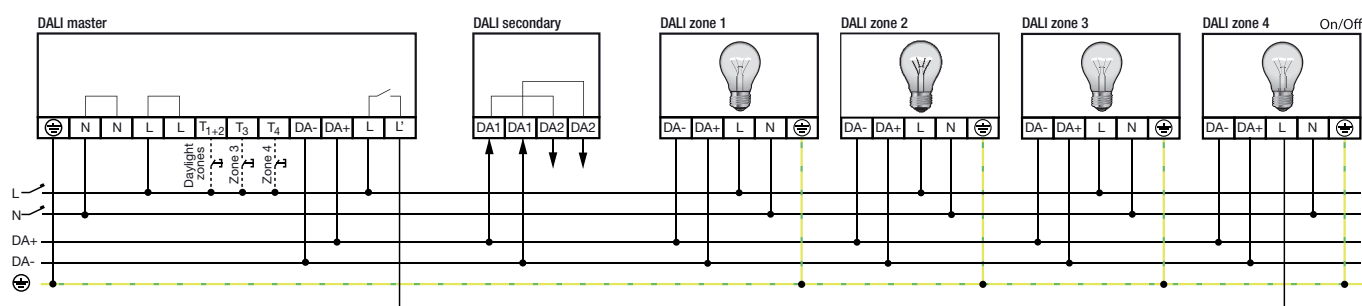 DALI master
DALI secondary
DALI zone 1
DALI zone 2
DALI zone 3
DALI zone 4
On/Off
N N L L T1+2 T3 T4 DA- DA+ L L'
DA1 DA1 DA2 DA2
DA- DA+ L N
DA- DA+ L N
DA- DA+ L N
DA- DA+ L N
Daylight
zones
Zone 3
Zone 4
L
N
DA+
DA-